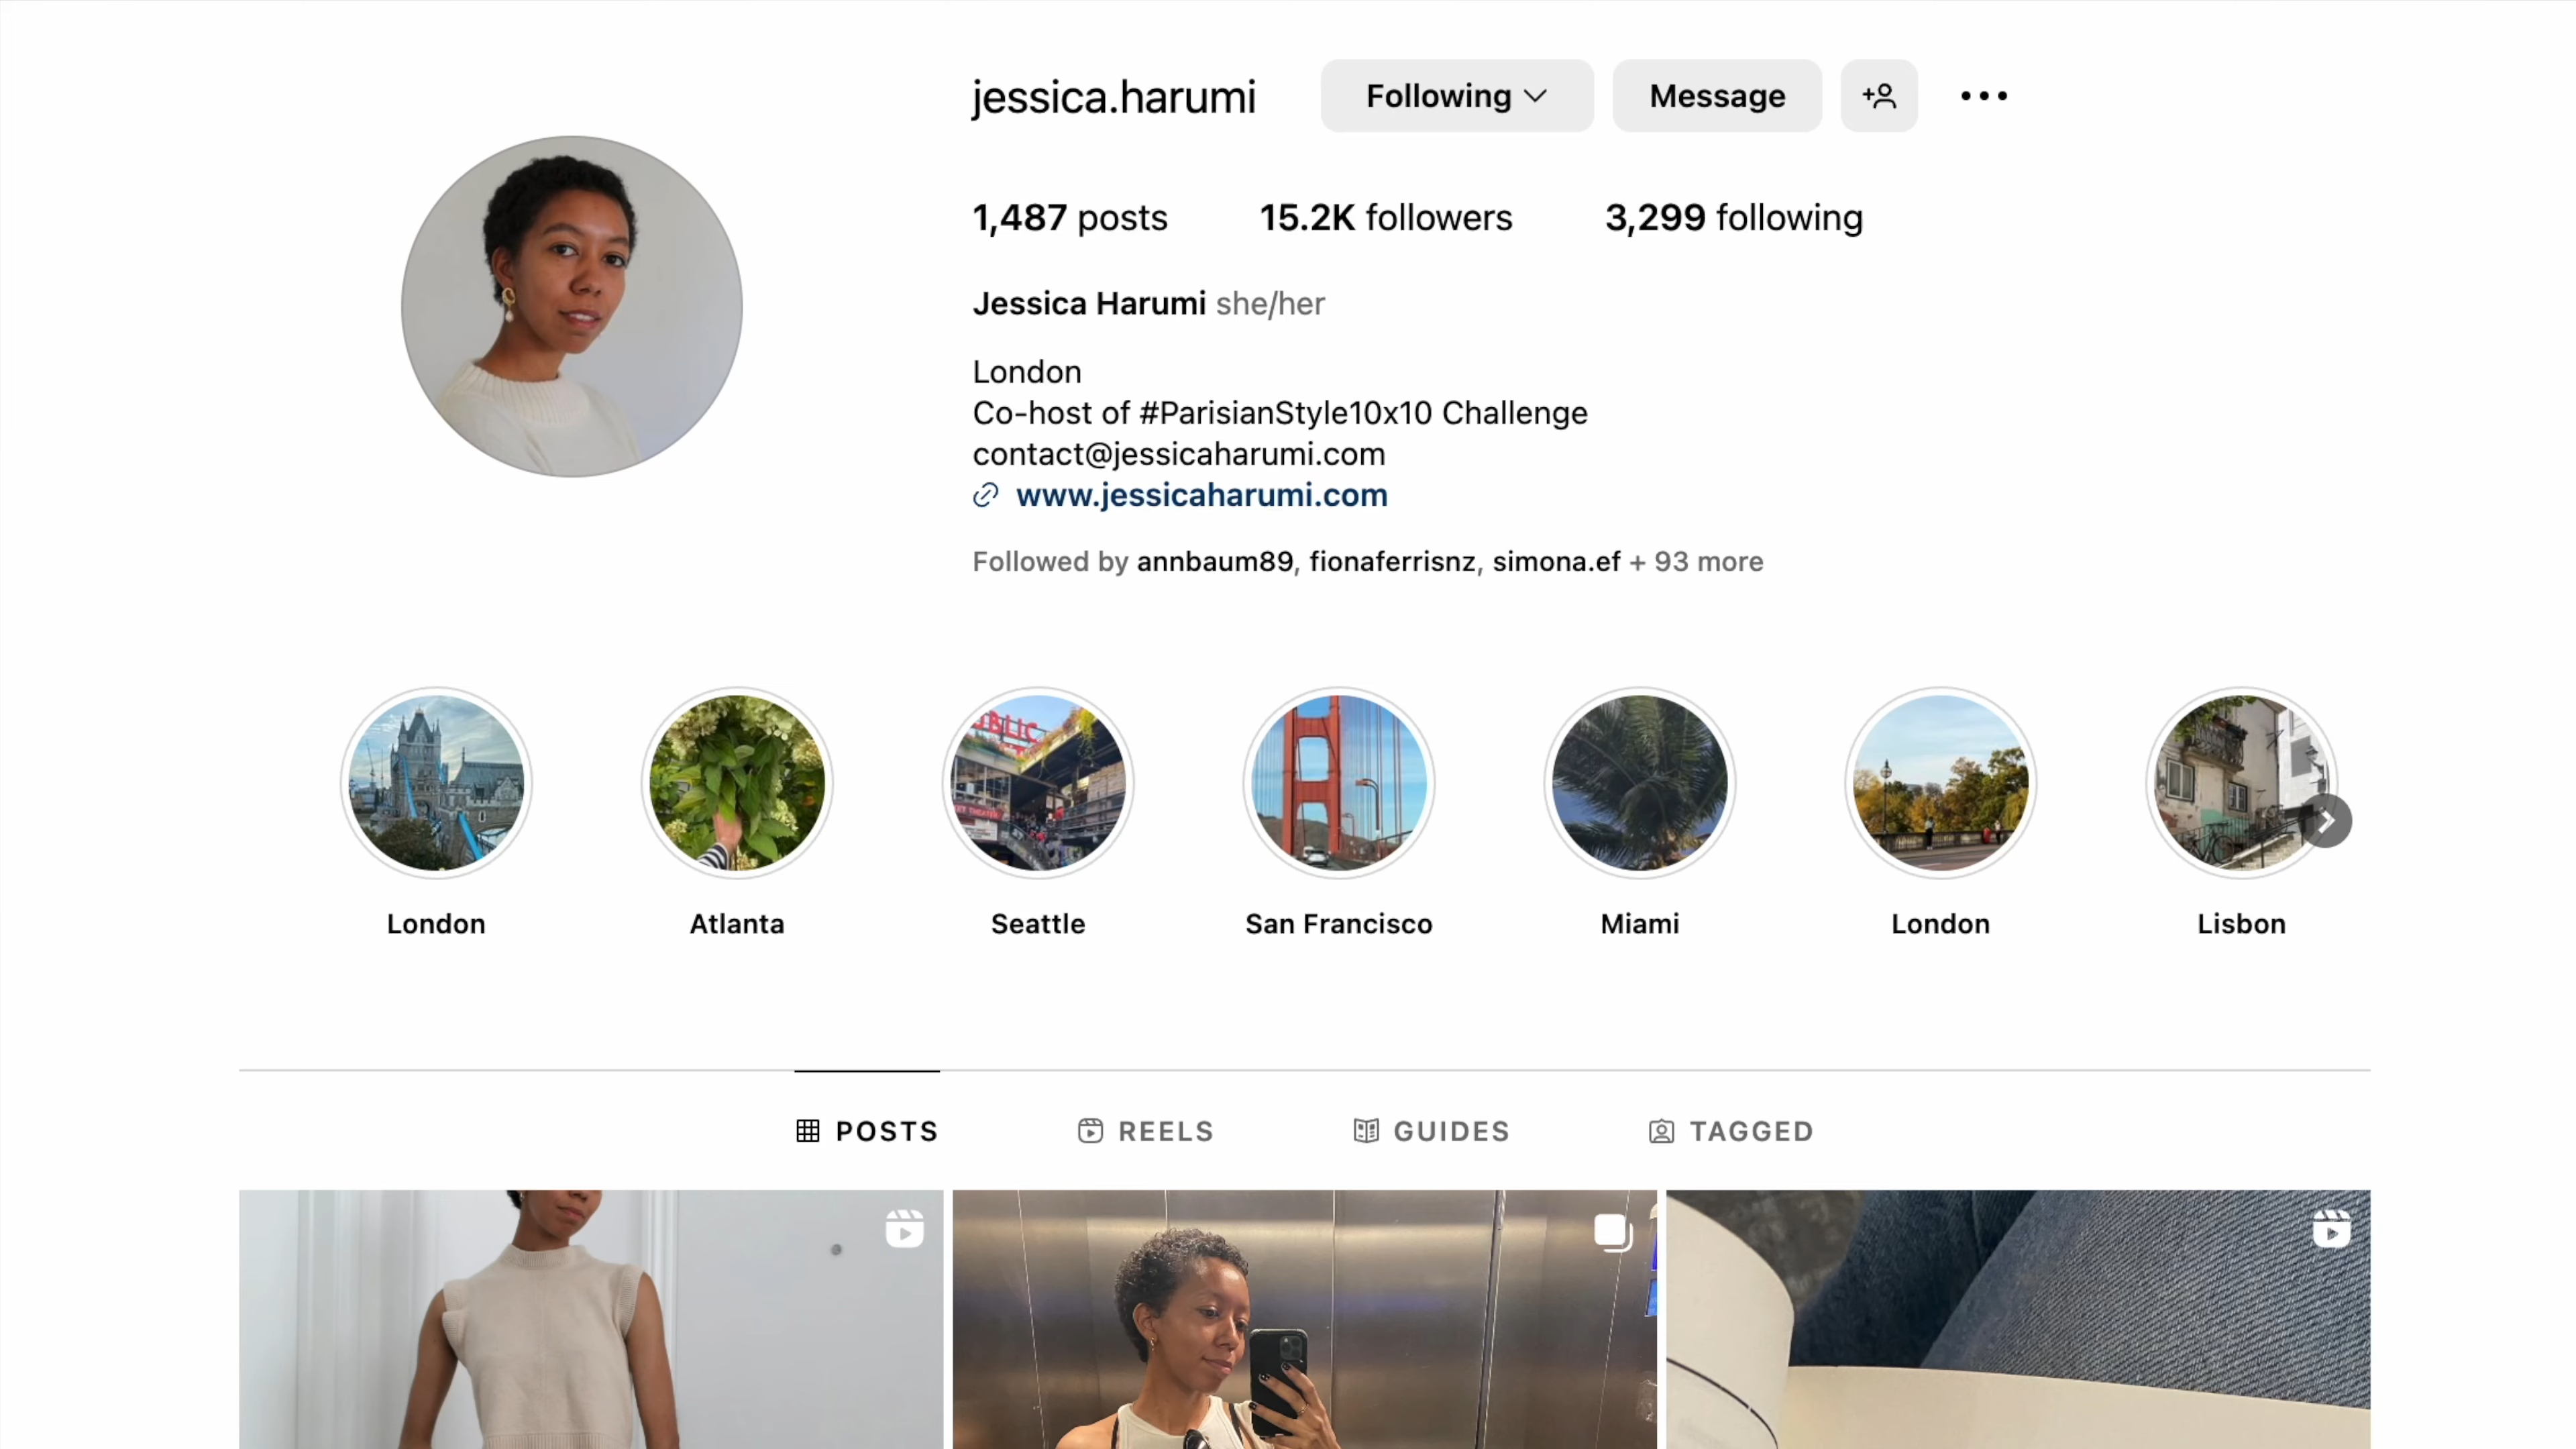 jessica.harumi Following Message
1,487 posts 15.2K followers 3,299 following
Jessica Harumi she/her
London
Co-host of #ParisianStyle10x10 Challenge
contact@jessicaharumi.com
www.jessicaharumi.com
Followed by annbaum89, fionaferrisnz, simona.ef + 93 more
London Atlanta Seattle San Francisco Miami London Lisbon
POSTS REELS GUIDES TAGGED